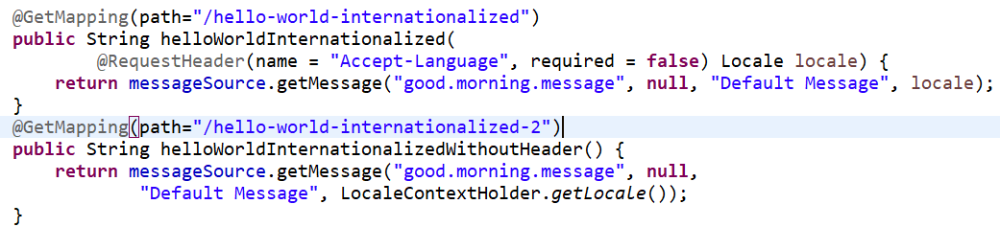 @GetMapping(path="/hello-world-internationalized")
public String helloWorldInternationalized(
        @RequestHeader(name = "Accept-Language", required = false) Locale locale) {
    return messageSource.getMessage("good.morning.message", null, "Default Message", locale);
}
@GetMapping(path="/hello-world-internationalized-2")
public String helloWorldInternationalizedWithoutHeader() {
    return messageSource.getMessage("good.morning.message", null,
            "Default Message", LocaleContextHolder.getLocale());
}